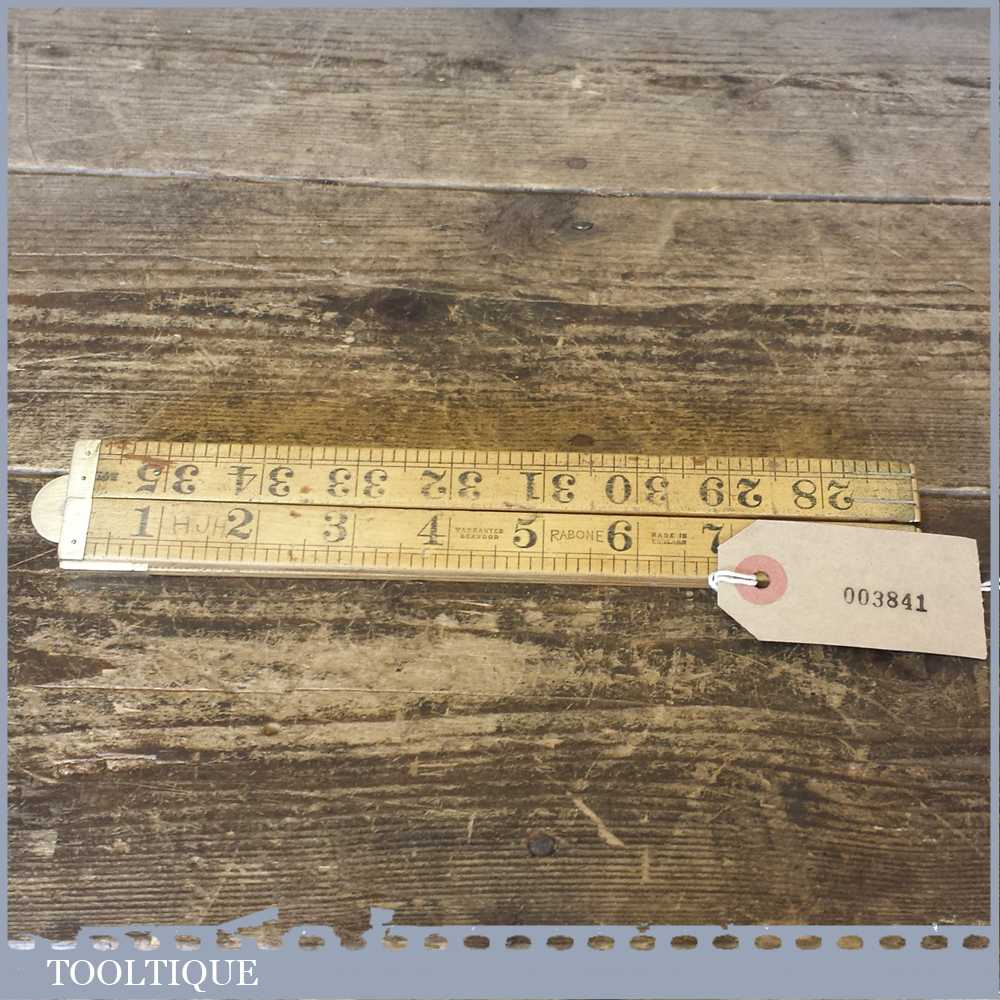 35 34 33 32 31 30 29 28
1 HJH 2 3 4 WARRANTED BOXWOOD 5 RABONE 6 MADE IN ENGLAND 7
003841
TOOLTIQUE